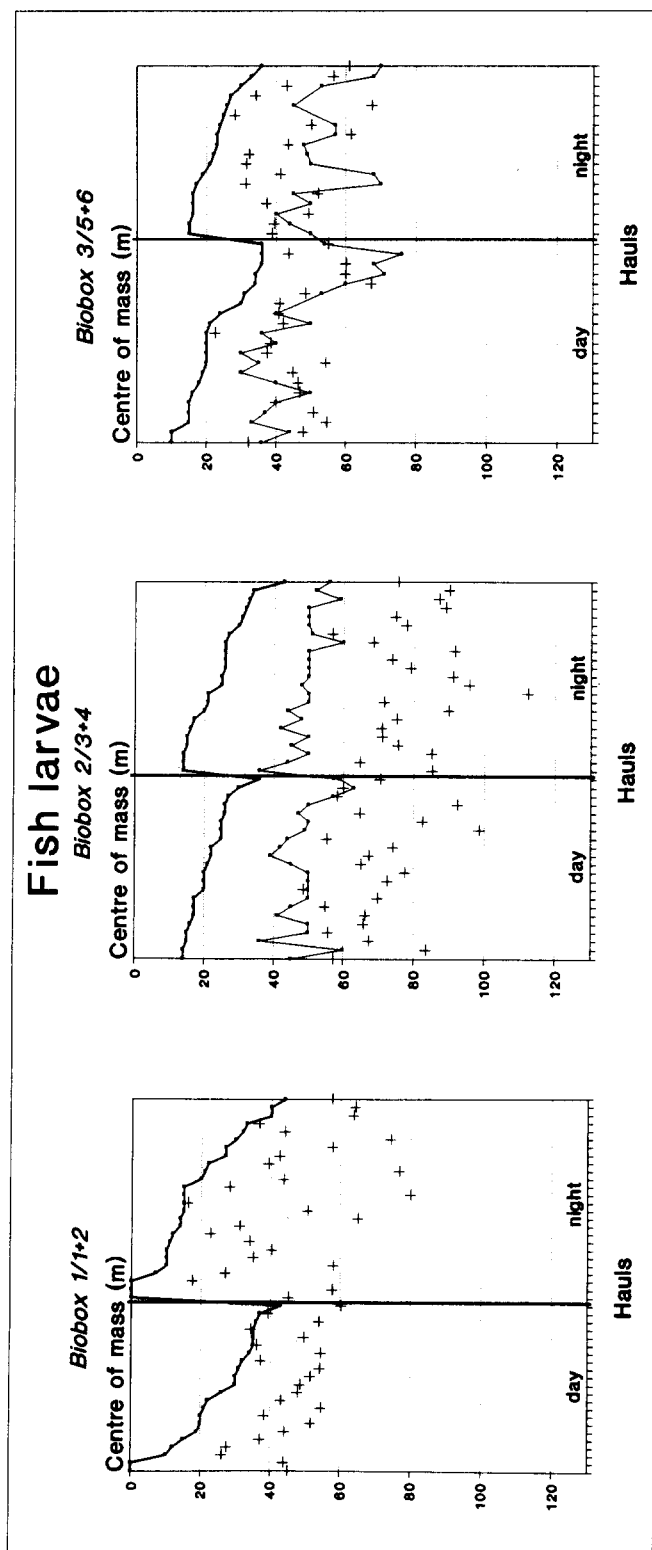 Fish larvae
Biobox 1/1+2
Centre of mass (m)
0
20
40
60
80
100
120
day
night
Hauls
Biobox 2/3+4
Centre of mass (m)
0
20
40
60
80
100
120
day
night
Hauls
Biobox 3/5+6
Centre of mass (m)
0
20
40
60
80
100
120
day
night
Hauls